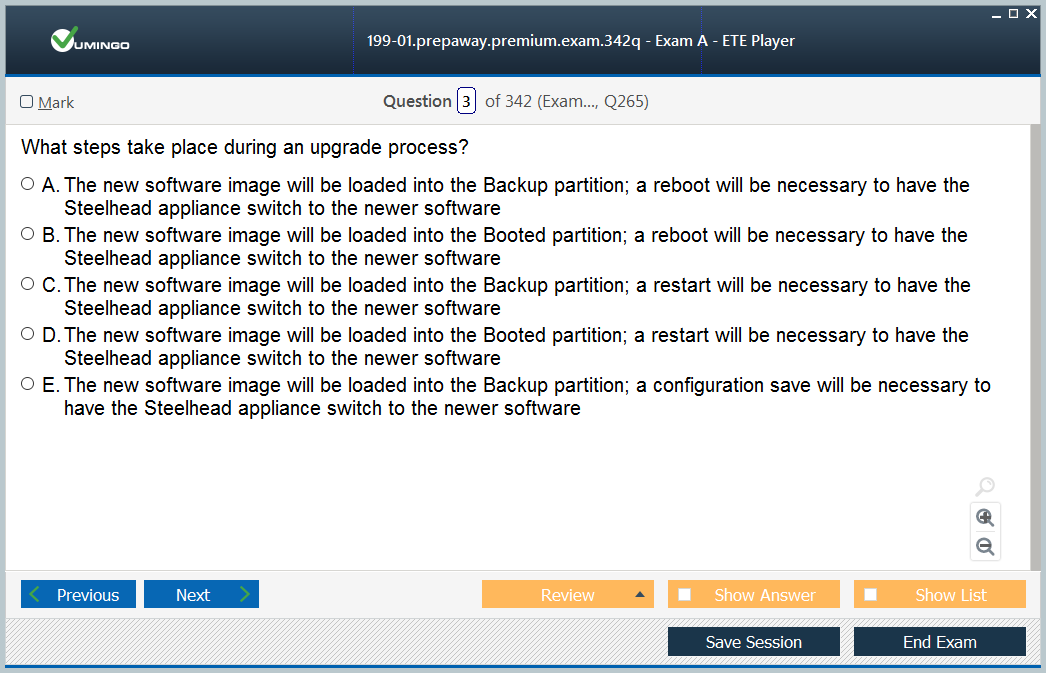 VUMINGO
199-01.prepaway.premium.exam.342q - Exam A - ETE Player
Mark
Question 3 of 342 (Exam..., Q265)
What steps take place during an upgrade process?
A. The new software image will be loaded into the Backup partition; a reboot will be necessary to have the
Steelhead appliance switch to the newer software
B. The new software image will be loaded into the Booted partition; a reboot will be necessary to have the
Steelhead appliance switch to the newer software
C. The new software image will be loaded into the Backup partition; a restart will be necessary to have the
Steelhead appliance switch to the newer software
D. The new software image will be loaded into the Booted partition; a restart will be necessary to have the
Steelhead appliance switch to the newer software
E. The new software image will be loaded into the Backup partition; a configuration save will be necessary to
have the Steelhead appliance switch to the newer software
Previous
Next
Review
Show Answer
Show List
Save Session
End Exam